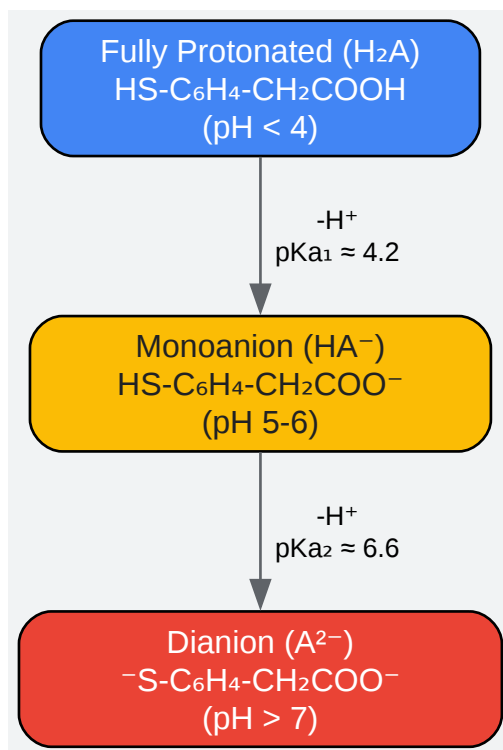 Fully Protonated (H₂A)
HS-C₆H₄-CH₂COOH
(pH < 4)
-H⁺
pKa₁ ≈ 4.2
Monoanion (HA⁻)
HS-C₆H₄-CH₂COO⁻
(pH 5-6)
-H⁺
pKa₂ ≈ 6.6
Dianion (A²⁻)
⁻S-C₆H₄-CH₂COO⁻
(pH > 7)